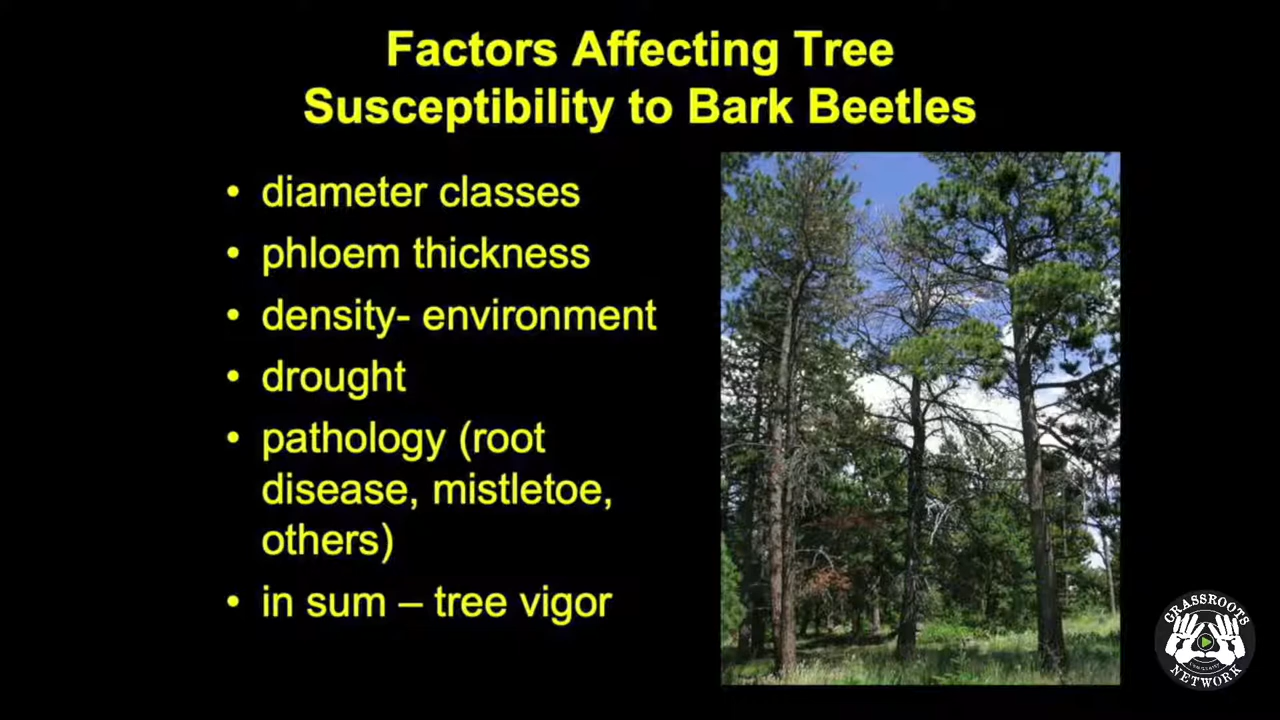 Factors Affecting Tree
Susceptibility to Bark Beetles
• diameter classes
• phloem thickness
• density- environment
• drought
• pathology (root
disease, mistletoe,
others)
• in sum – tree vigor
GRASSROOTS
NETWORK